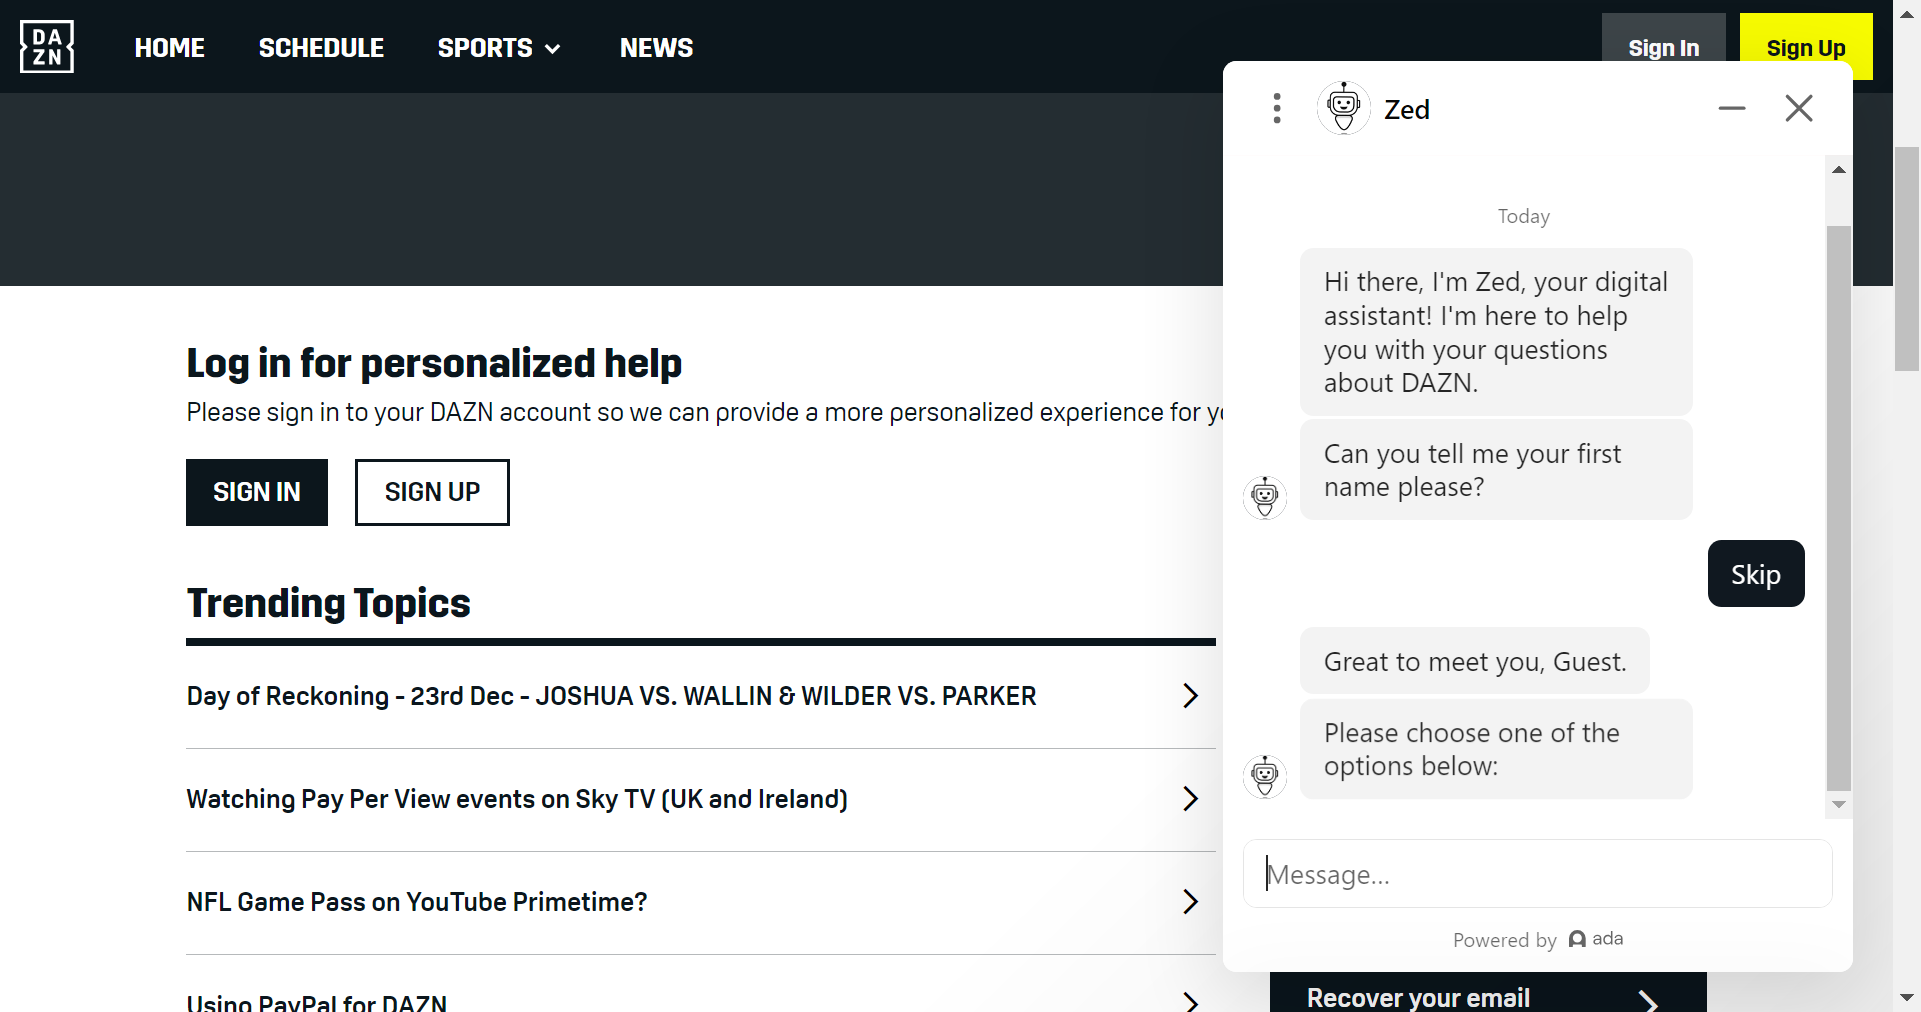 DA
ZN
HOME
SCHEDULE
SPORTS
NEWS
Sign In
Sign Up
Log in for personalized help
Please sign in to your DAZN account so we can provide a more personalized experience for
SIGN IN
SIGN UP
Trending Topics
Day of Reckoning - 23rd Dec - JOSHUA VS. WALLIN & WILDER VS. PARKER
Watching Pay Per View events on Sky TV (UK and Ireland)
NFL Game Pass on YouTube Primetime?
Using PayPal for DAZN
Zed
Today
Hi there, I'm Zed, your digital
assistant! I'm here to help
you with your questions
about DAZN.
Can you tell me your first
name please?
Skip
Great to meet you, Guest.
Please choose one of the
options below:
Message...
Powered by ada
Recover your email